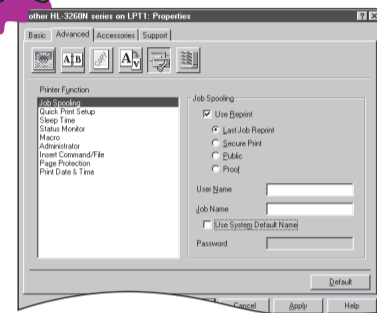 other HL-3260N series on LPT1: Properties
Basic Advanced Accessories Support
A B A
Printer Function
Job Spooling
Quick Print Setup
Sleep Time
Status Monitor
Macro
Administrator
Insert Command/File
Page Protection
Print Date & Time
Job Spooling
Use Reprint
Last Job Reprint
Secure Print
Public
Proof
User Name
Job Name
Use System Default Name
Password
Default
Cancel Apply Help